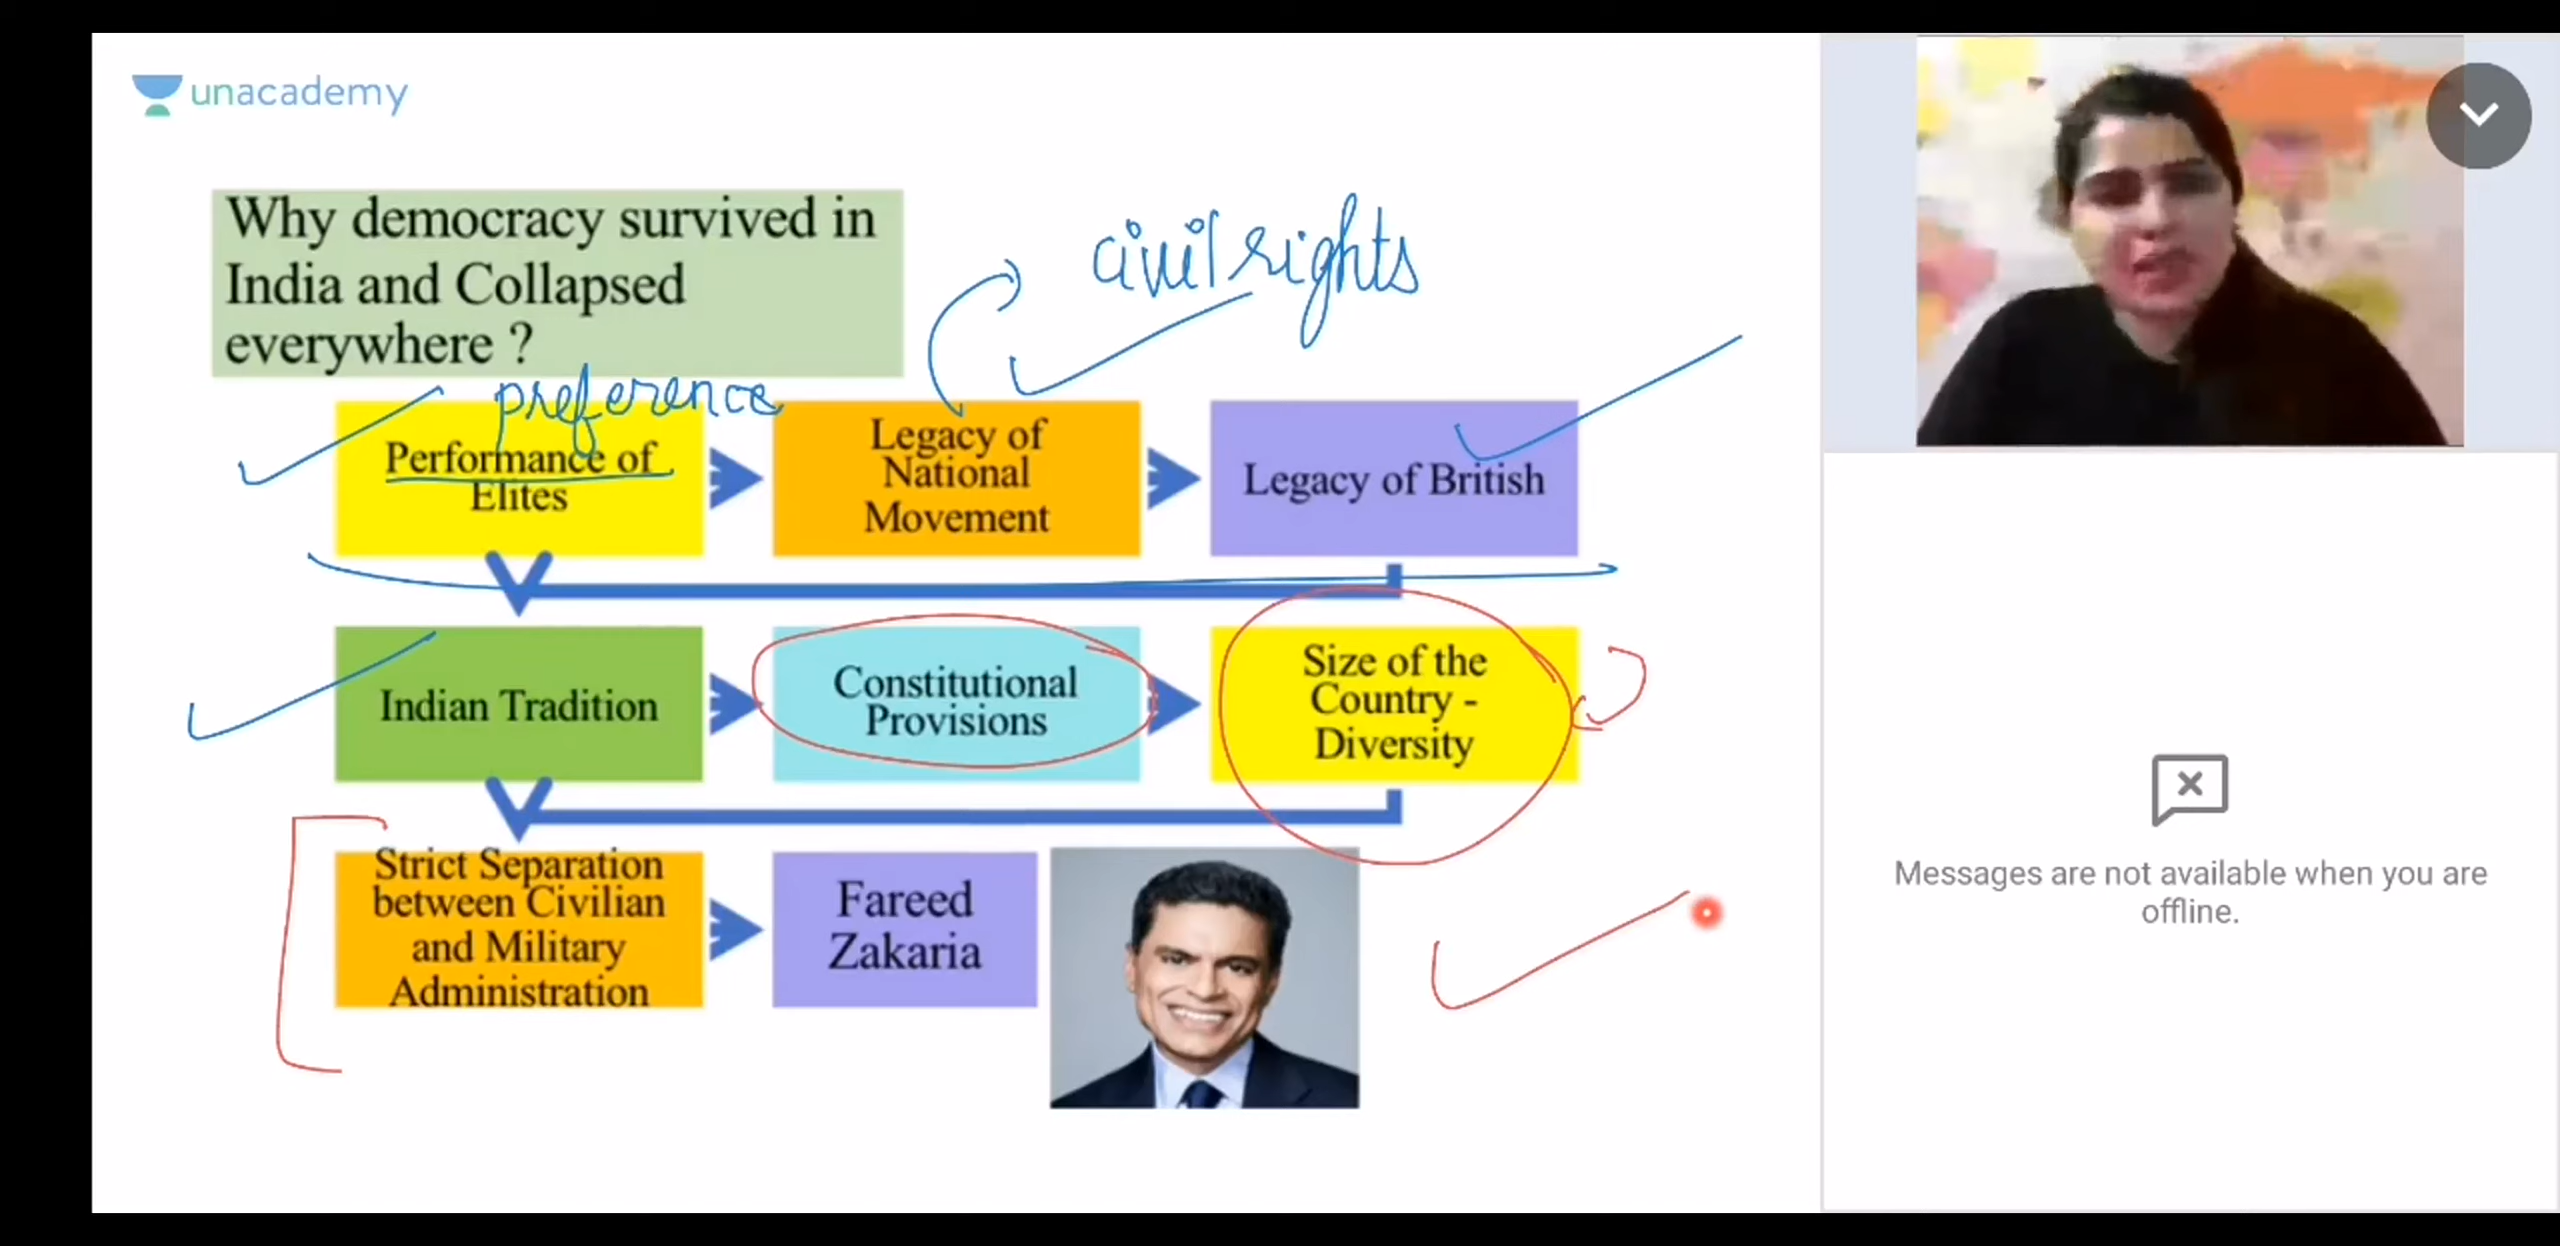 unacademy
Why democracy survived in
India and Collapsed
everywhere ?
civil rights
preference
Performance of
Elites
Legacy of
National
Movement
Legacy of British
Indian Tradition
Constitutional
Provisions
Size of the
Country -
Diversity
Strict Separation
between Civilian
and Military
Administration
Fareed
Zakaria
Messages are not available when you are
offline.